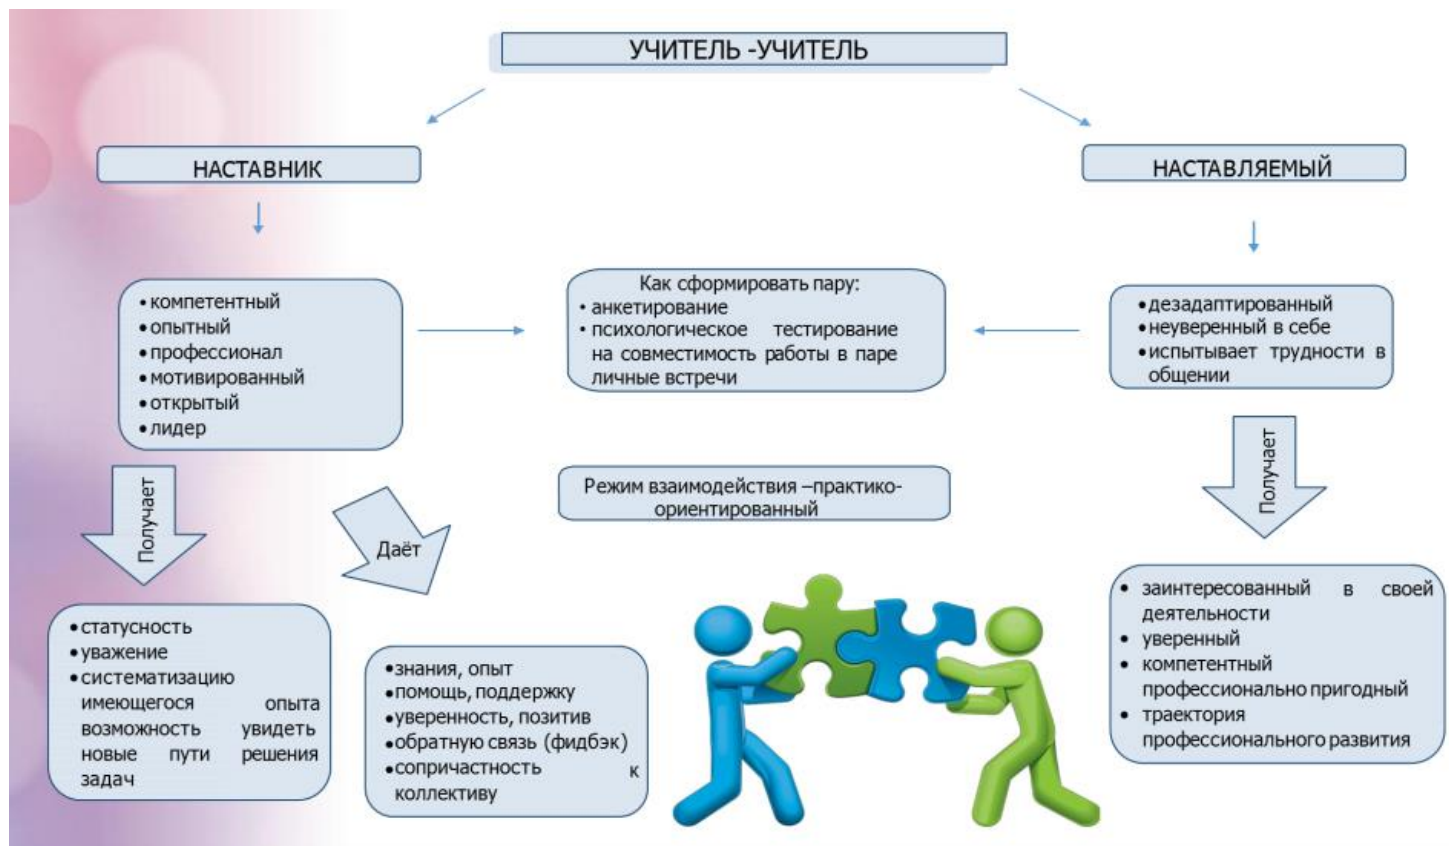 УЧИТЕЛЬ -УЧИТЕЛЬ
НАСТАВНИК
НАСТАВЛЯЕМЫЙ
• компетентный
• опытный
• профессионал
• мотивированный
• открытый
• лидер
Как сформировать пару:
• анкетирование
• психологическое тестирование
на совместимость работы в паре
личные встречи
• дезадаптированный
• неуверенный в себе
• испытывает трудности в
общении
Получает
Даёт
Режим взаимодействия –практико-
ориентированный
Получает
• статусность
• уважение
• систематизацию
имеющегося опыта
возможность увидеть
новые пути решения
задач
• знания, опыт
• помощь, поддержку
• уверенность, позитив
• обратную связь (фидбэк)
• сопричастность к
коллективу
• заинтересованный в своей
деятельности
• уверенный
• компетентный
профессионально пригодный
• траектория
профессионального развития